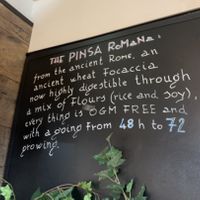 THE PINSA ROMANA:
from the ancient Rome, an
ancient wheat Focaccia
now highly digestible through
a mix of Flours (rice and soy),
every thing is OGM FREE and
with a going from 48 h to 72
prowing.